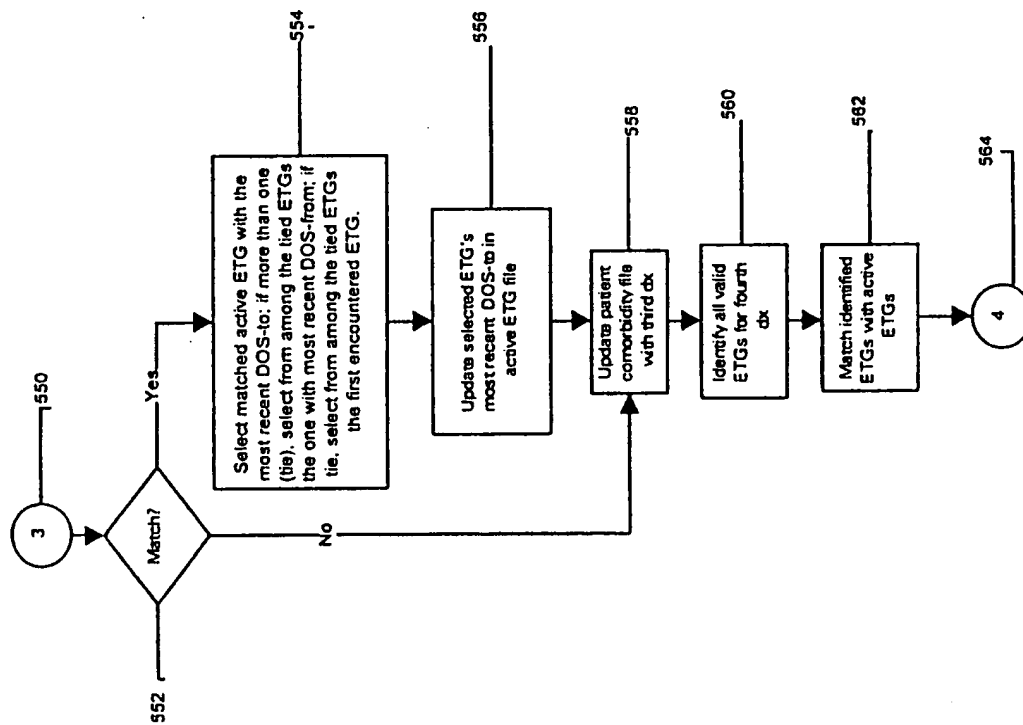 3
550
Match?
552
Yes
No
Select matched active ETG with the
most recent DOS-to; if more than one
(tie), select from among the tied ETGs
the one with most recent DOS-from; if
tie, select from among the tied ETGs
the first encountered ETG.
554
Update selected ETG's
most recent DOS-to in
active ETG file
556
Update patient
comorbidity file
with third dx
558
Identify all valid
ETGs for fourth
dx
560
Match identified
ETGs with active
ETGs
562
4
564